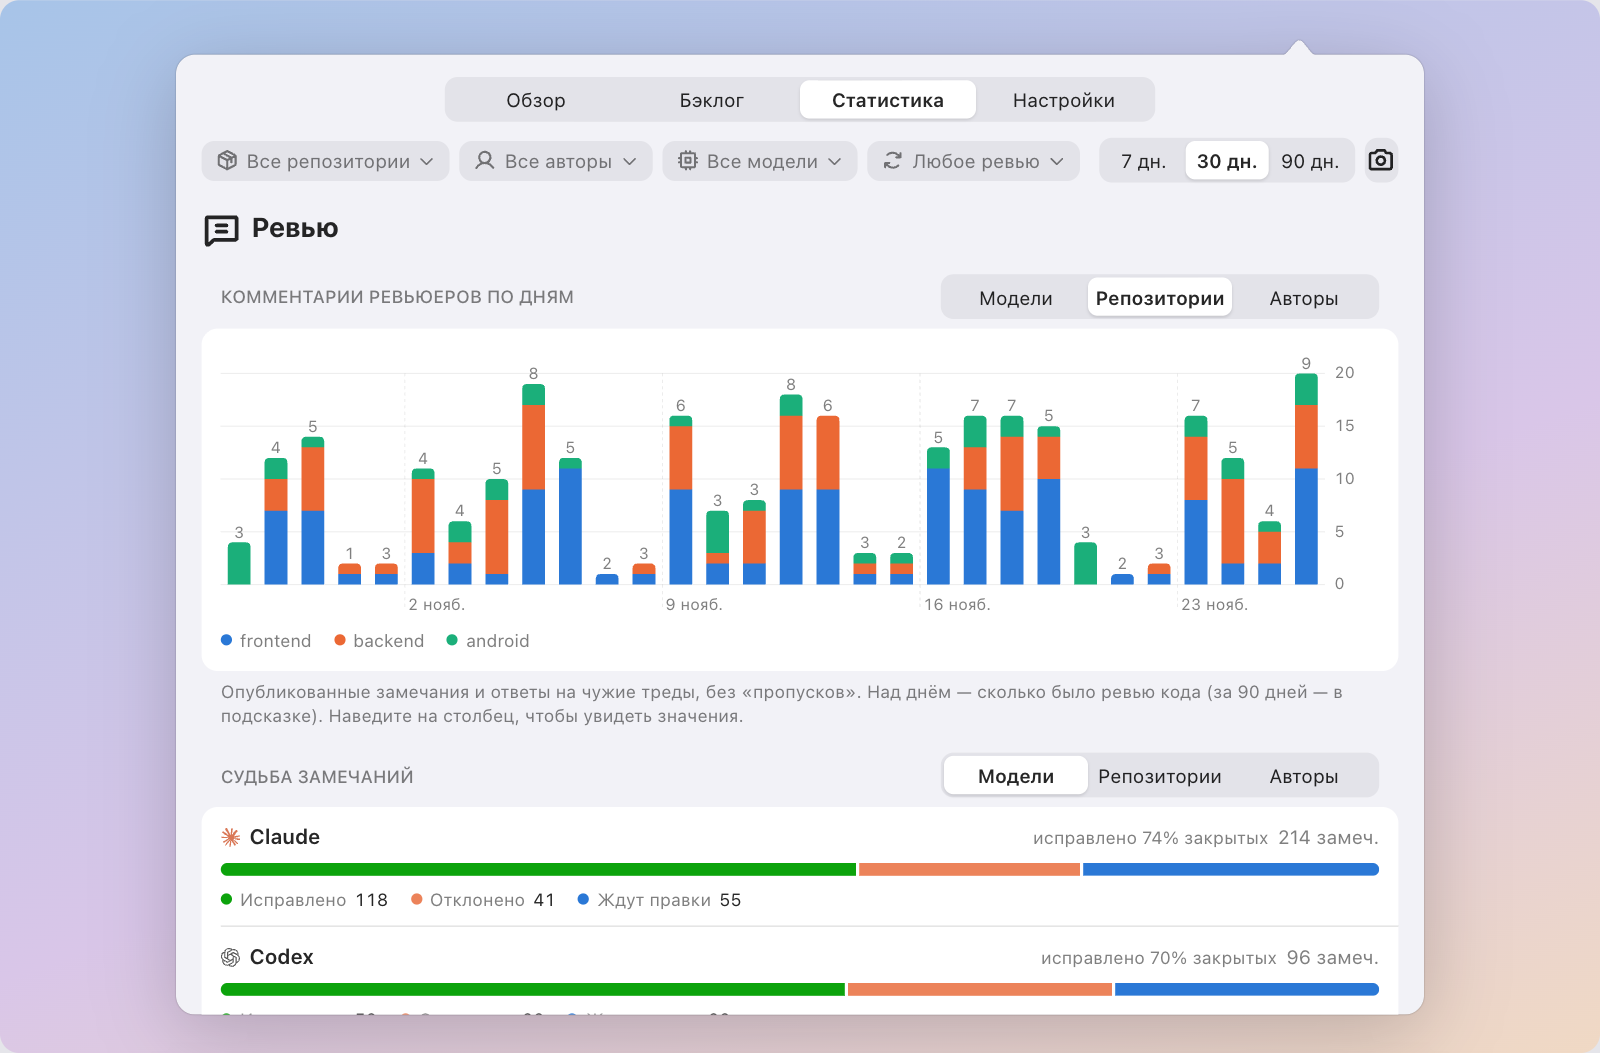 Обзор Бэклог Статистика Настройки
Все репозитории Все авторы Все модели Любое ревью 7 дн. 30 дн. 90 дн.
Ревью
КОММЕНТАРИИ РЕВЬЮЕРОВ ПО ДНЯМ Модели Репозитории Авторы
3 4 5 1 3 4 4 5 8 5 2 3 6 3 3 8 6 3 2 5 7 7 5 3 2 3 7 5 4 9
20
15
10
5
0
2 нояб. 9 нояб. 16 нояб. 23 нояб.
frontend backend android
Опубликованные замечания и ответы на чужие треды, без «пропусков». Над днём — сколько было ревью кода (за 90 дней — в
подсказке). Наведите на столбец, чтобы увидеть значения.
СУДЬБА ЗАМЕЧАНИЙ Модели Репозитории Авторы
Claude исправлено 74% закрытых 214 замеч.
Исправлено 118 Отклонено 41 Ждут правки 55
Codex исправлено 70% закрытых 96 замеч.